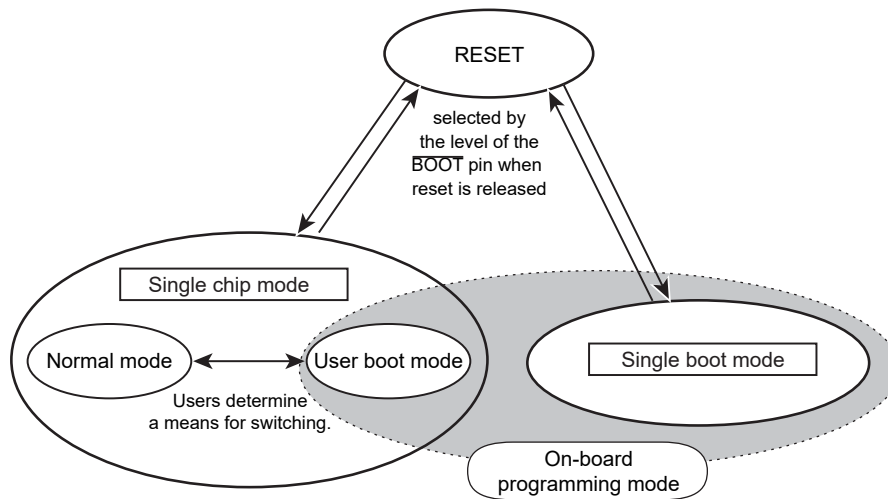 RESET
selected by
the level of the
BOOT pin when
reset is released
Single chip mode
Normal mode
User boot mode
Single boot mode
Users determine
a means for switching.
On-board
programming mode